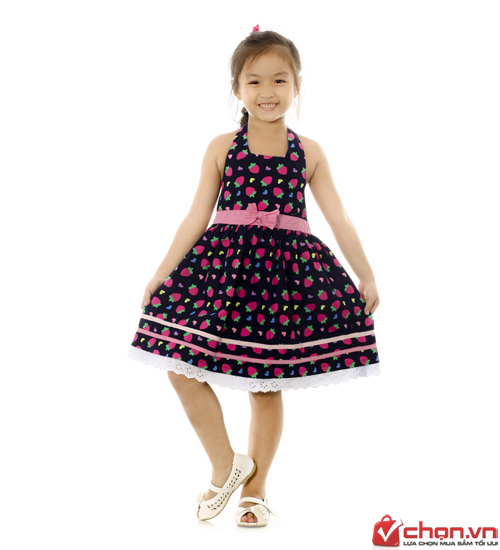 chọn.vn
LỰA CHỌN MUA SẮM TỐI ƯU!